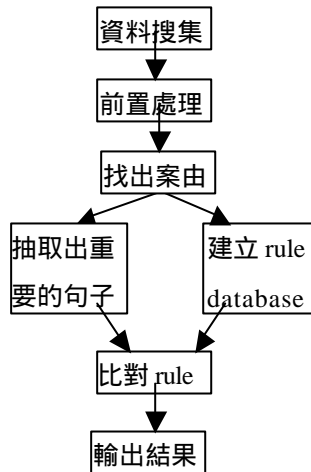 資料搜集
前置處理
找出案由
抽取出重
要的句子
建立 rule
database
比對 rule
輸出結果